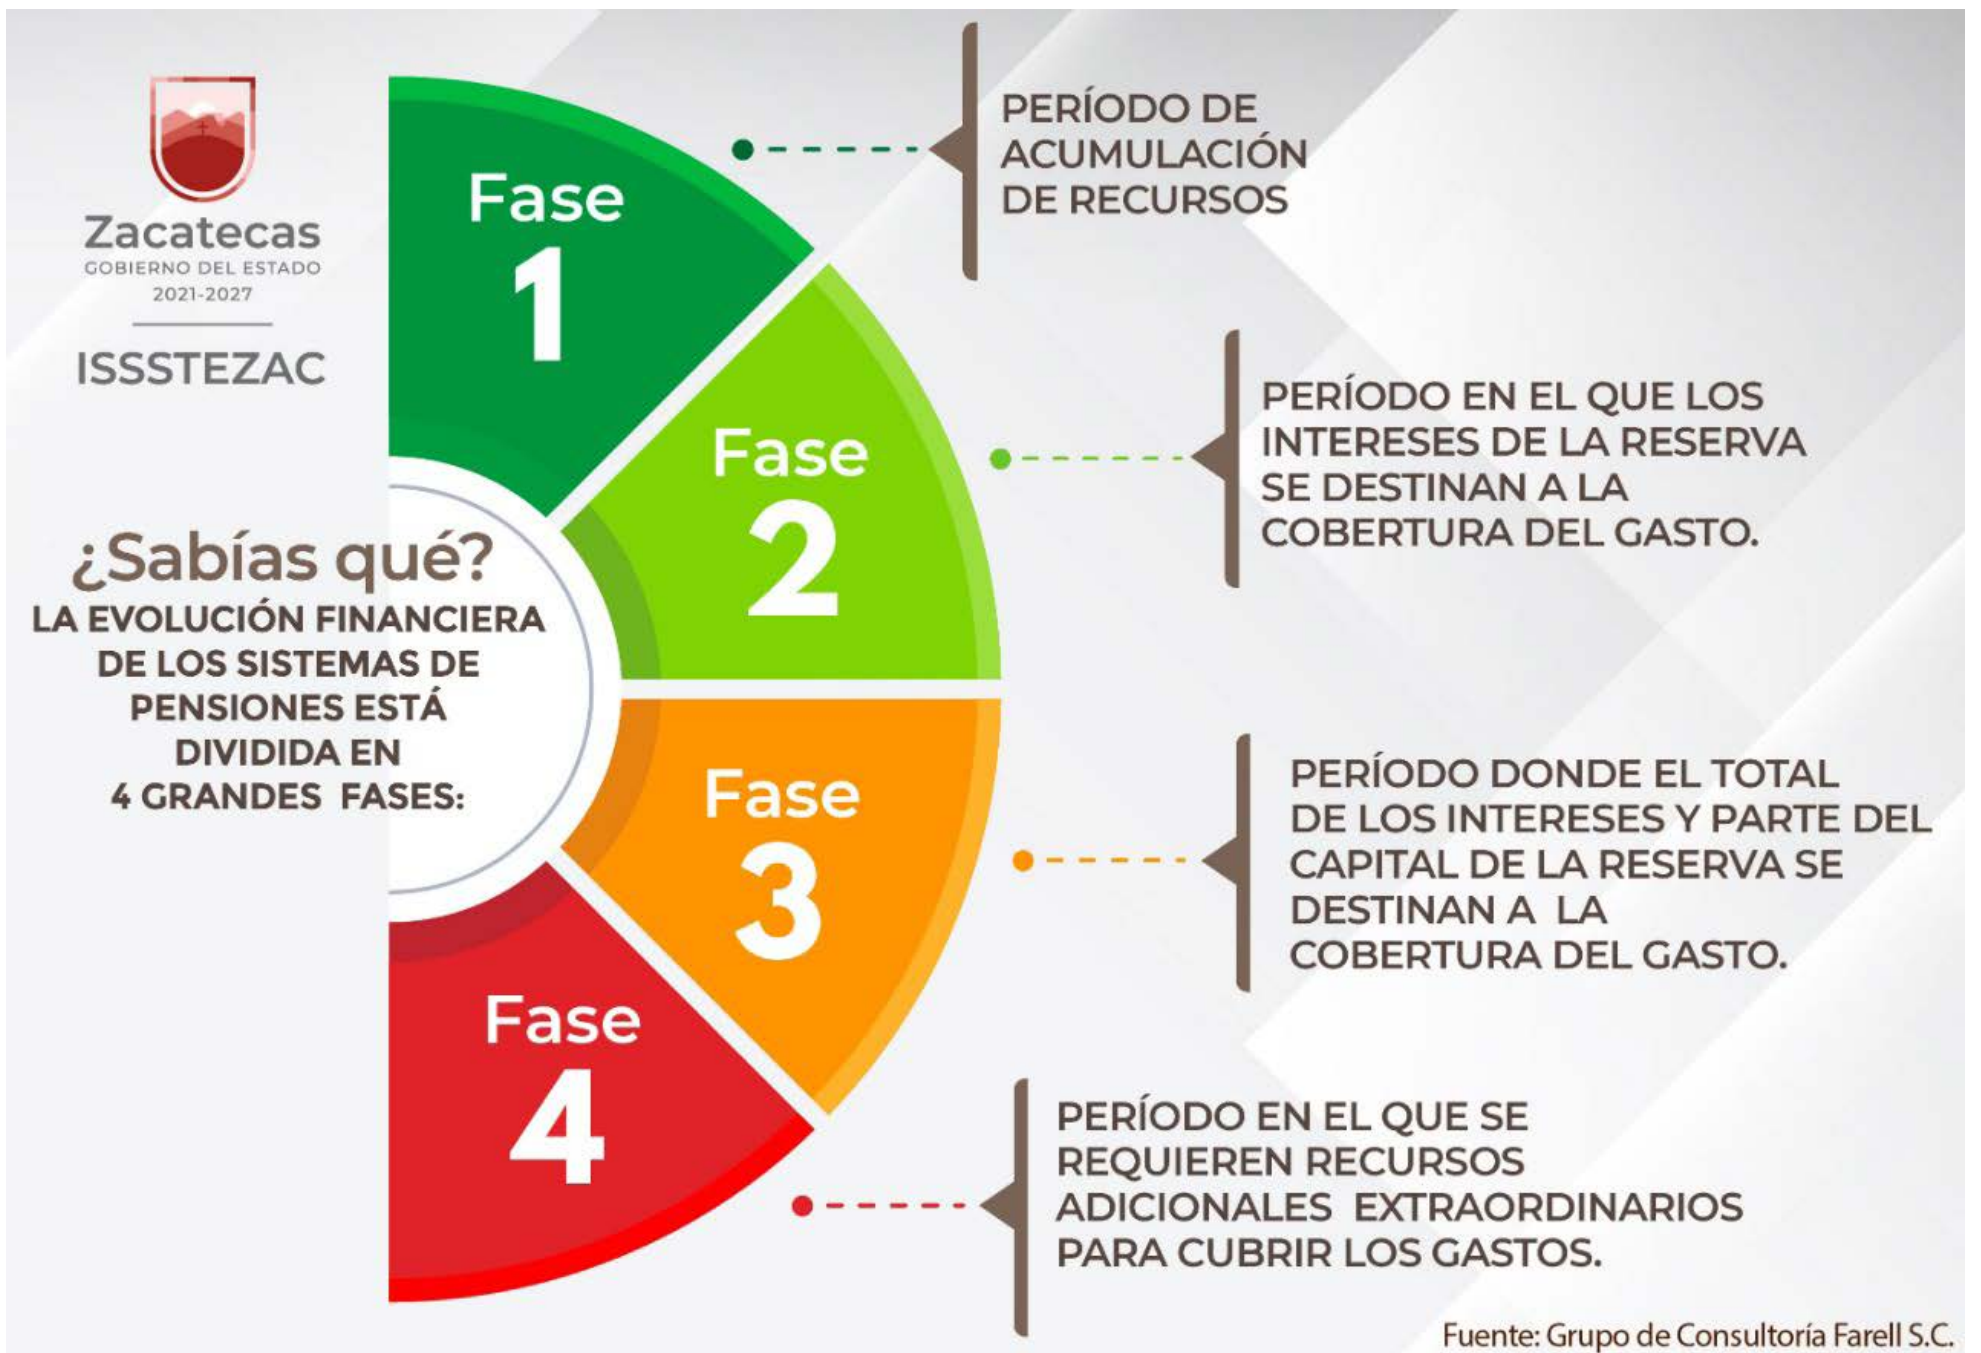 Zacatecas
GOBIERNO DEL ESTADO
2021-2027
ISSSTEZAC
¿Sabías qué?
LA EVOLUCIÓN FINANCIERA
DE LOS SISTEMAS DE
PENSIONES ESTÁ
DIVIDIDA EN
4 GRANDES FASES:
Fase
1
PERÍODO DE
ACUMULACIÓN
DE RECURSOS
Fase
2
PERÍODO EN EL QUE LOS
INTERESES DE LA RESERVA
SE DESTINAN A LA
COBERTURA DEL GASTO.
Fase
3
PERÍODO DONDE EL TOTAL
DE LOS INTERESES Y PARTE DEL
CAPITAL DE LA RESERVA SE
DESTINAN A LA
COBERTURA DEL GASTO.
Fase
4
PERÍODO EN EL QUE SE
REQUIEREN RECURSOS
ADICIONALES EXTRAORDINARIOS
PARA CUBRIR LOS GASTOS.
Fuente: Grupo de Consultoría Farell S.C.